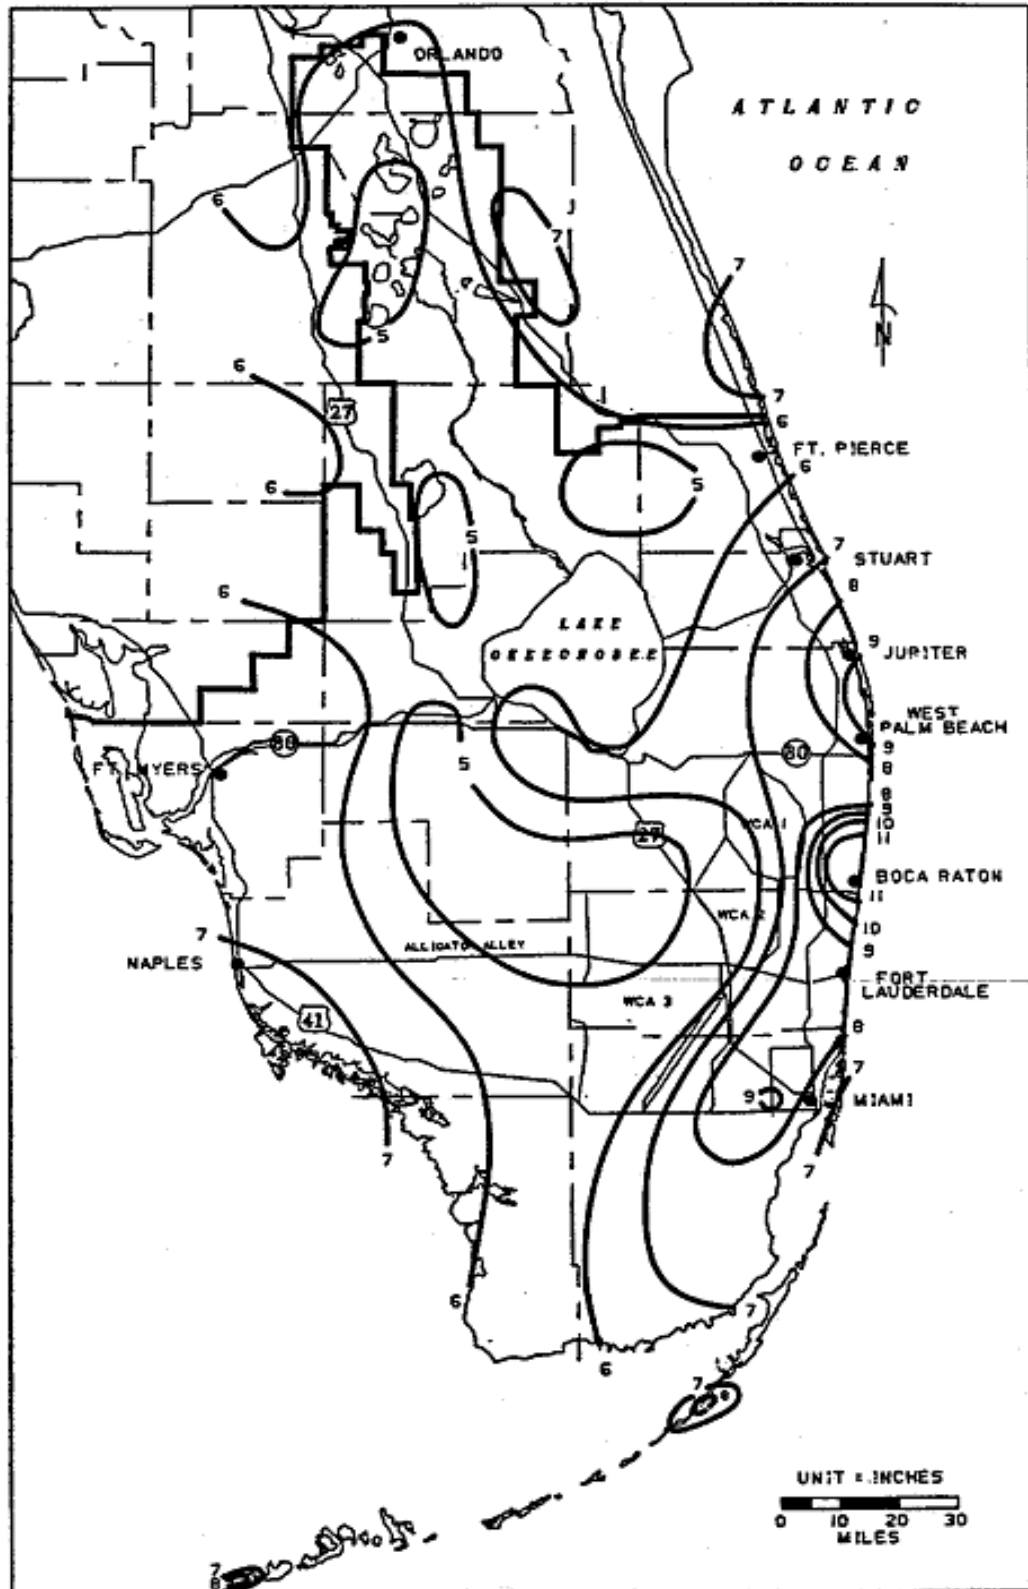 ORLANDO
ATLANTIC
OCEAN
6
7
7
5
N
6
27
7
6
FT. PIERCE
6
5
6
5
7
STUART
6
8
LAKE
OKEECHOBEE
9
JUPITER
WEST
PALM BEACH
5
80
80
9
8
FT. MYERS
8
9
10
11
WCA 1
27
BOCA RATON
11
WCA 2
10
7
ALLIGATOR ALLEY
9
NAPLES
FORT
LAUDERDALE
WCA 3
41
8
7
9
MIAMI
7
7
6
7
6
7
UNIT = INCHES
0 10 20 30
MILES
7
8